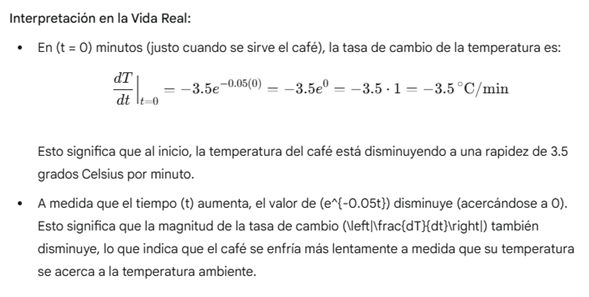 Interpretación en la Vida Real:
• En (t = 0) minutos (justo cuando se sirve el café), la tasa de cambio de la temperatura es:
\frac{dT}{dt}\bigg|_{t=0} = -3.5e^{-0.05(0)} = -3.5e^{0} = -3.5 \cdot 1 = -3.5 °C/min
Esto significa que al inicio, la temperatura del café está disminuyendo a una rapidez de 3.5
grados Celsius por minuto.
• A medida que el tiempo (t) aumenta, el valor de (e^{-0.05t}) disminuye (acercándose a 0).
Esto significa que la magnitud de la tasa de cambio (\left|\frac{dT}{dt}\right|) también
disminuye, lo que indica que el café se enfría más lentamente a medida que su temperatura
se acerca a la temperatura ambiente.